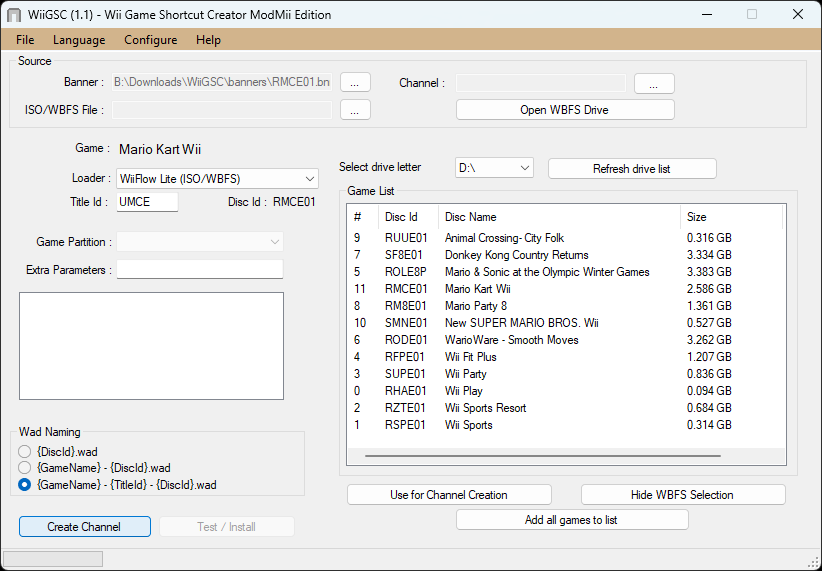 WiiGSC (1.1) - Wii Game Shortcut Creator ModMii Edition
File Language Configure Help
Source
Banner : B:\Downloads\WiiGSC\banners\RMCE01.bn ... Channel : ...
ISO/WBFS File : ... Open WBFS Drive
Game : Mario Kart Wii
Loader : WiiFlow Lite (ISO/WBFS)
Title Id : UMCE Disc Id : RMCE01
Game Partition :
Extra Parameters :
Wad Naming
{DiscId}.wad
{GameName} - {DiscId}.wad
{GameName} - {TitleId} - {DiscId}.wad
Create Channel Test / Install
Select drive letter D:\ Refresh drive list
Game List
# Disc Id Disc Name Size
9 RUUE01 Animal Crossing- City Folk 0.316 GB
7 SF8E01 Donkey Kong Country Returns 3.334 GB
5 ROLE8P Mario & Sonic at the Olympic Winter Games 3.383 GB
11 RMCE01 Mario Kart Wii 2.586 GB
8 RM8E01 Mario Party 8 1.361 GB
10 SMNE01 New SUPER MARIO BROS. Wii 0.527 GB
6 RODE01 WarioWare - Smooth Moves 3.262 GB
4 RFPE01 Wii Fit Plus 1.207 GB
3 SUPE01 Wii Party 0.836 GB
0 RHAE01 Wii Play 0.094 GB
2 RZTE01 Wii Sports Resort 0.684 GB
1 RSPE01 Wii Sports 0.314 GB
Use for Channel Creation Hide WBFS Selection
Add all games to list